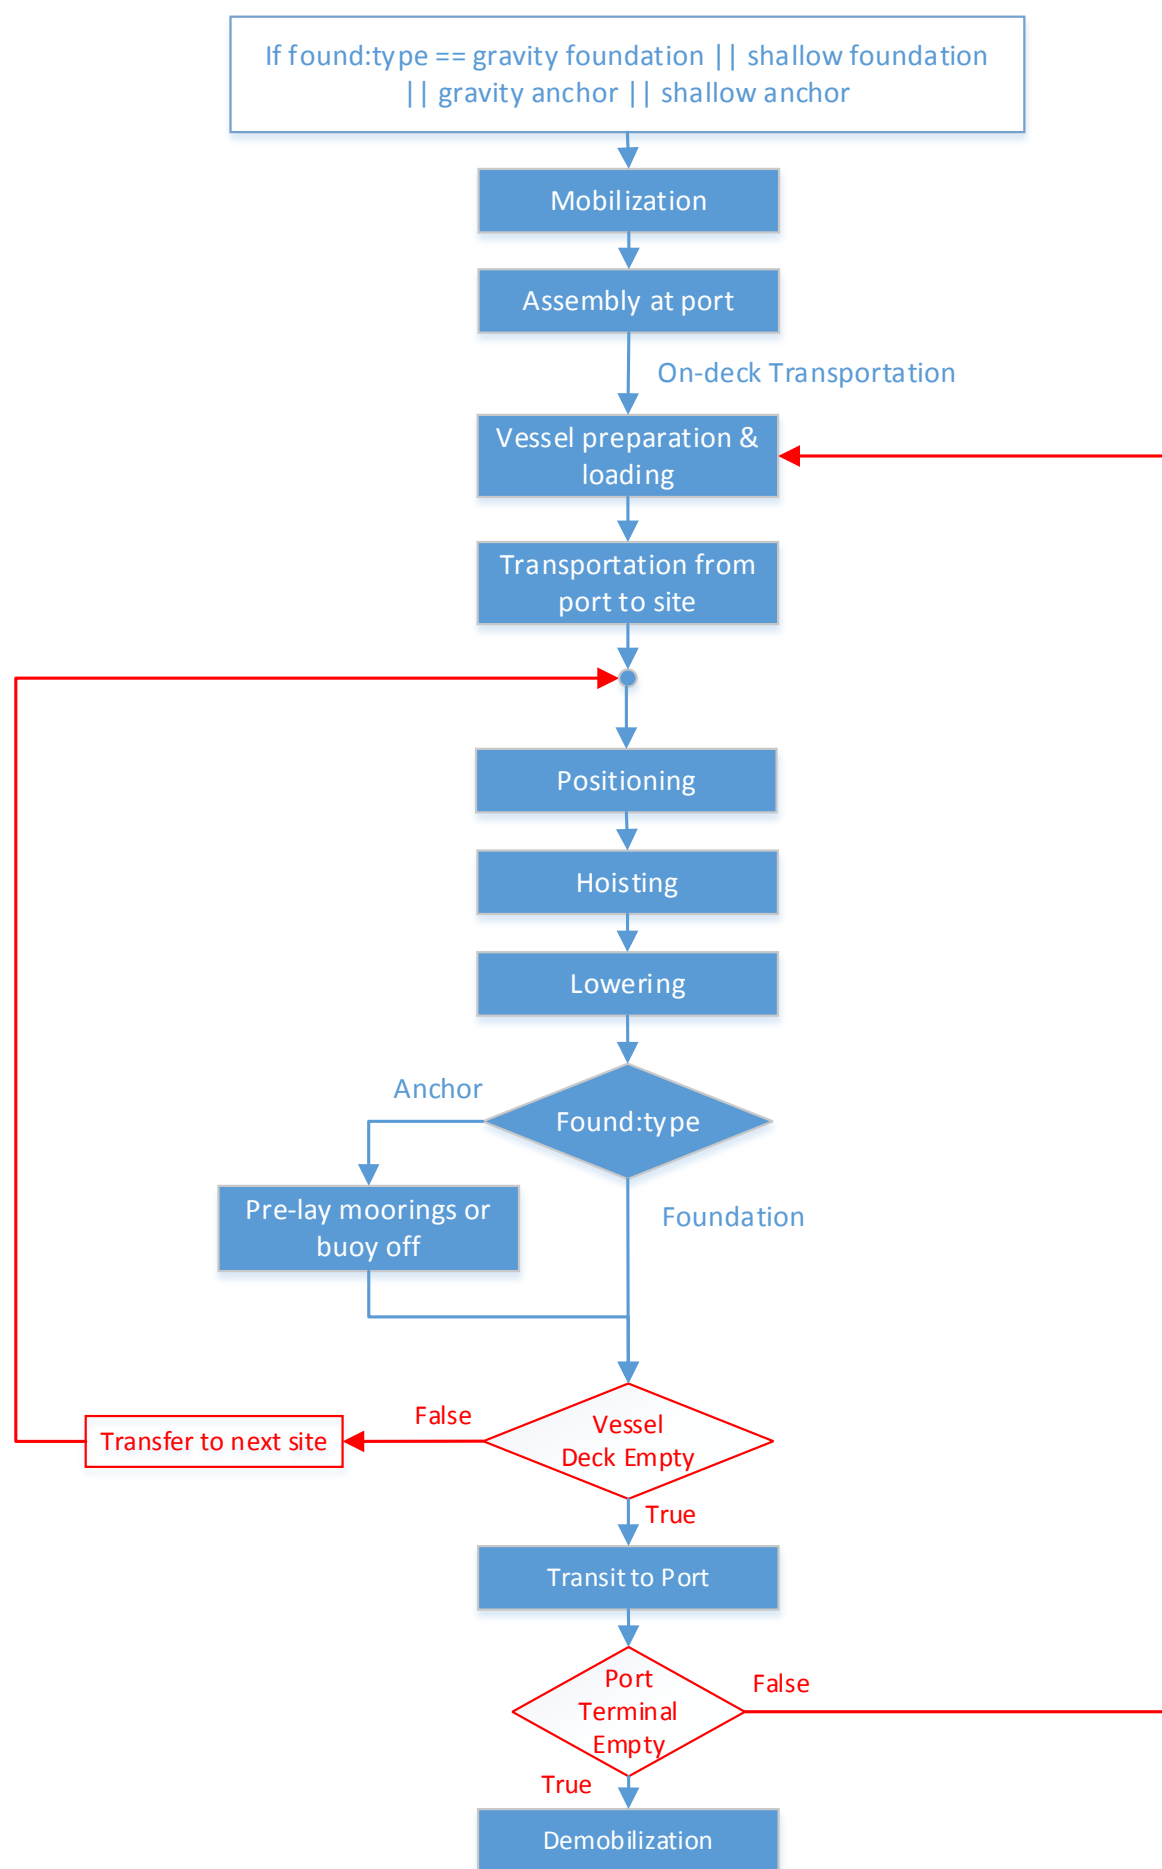 If found:type == gravity foundation || shallow foundation
|| gravity anchor || shallow anchor
Mobilization
Assembly at port
On-deck Transportation
Vessel preparation &
loading
Transportation from
port to site
Positioning
Hoisting
Lowering
Anchor
Found:type
Pre-lay moorings or
buoy off
Foundation
False
Vessel
Deck Empty
Transfer to next site
True
Transit to Port
Port
Terminal
Empty
False
True
Demobilization